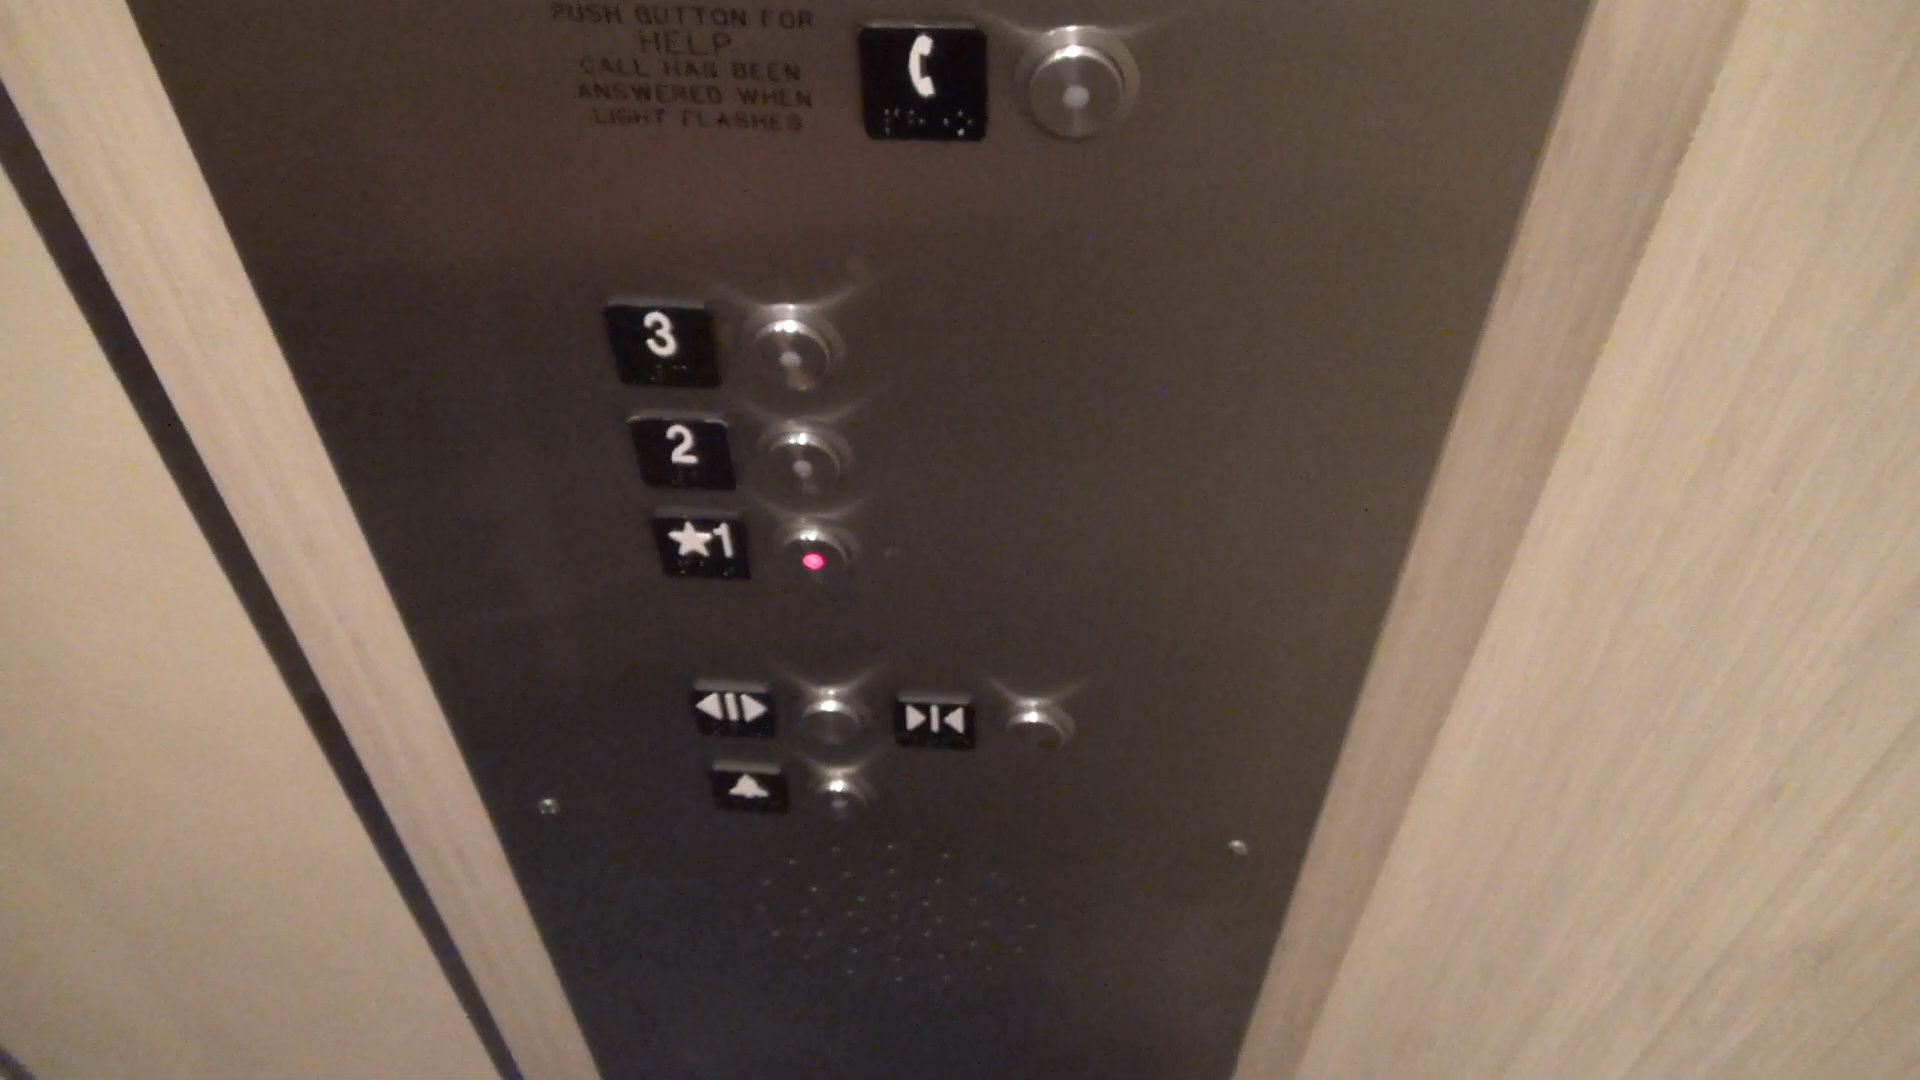 PUSH BUTTON FOR
HELP
CALL HAS BEEN
ANSWERED WHEN
LIGHT FLASHES
3
2
★1